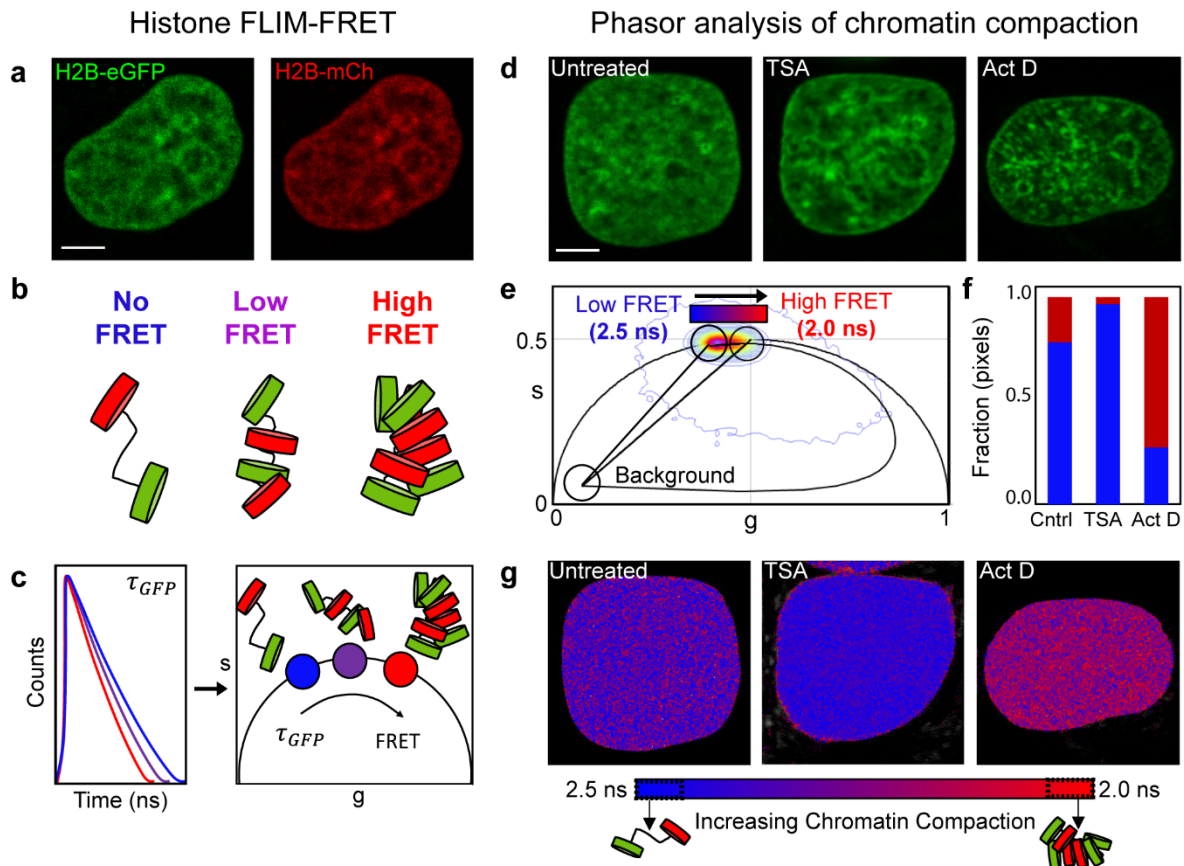 Histone FLIM-FRET
Phasor analysis of chromatin compaction
a
H2B-eGFP
H2B-mCh
b
No
FRET
Low
FRET
High
FRET
c
τGFP
Counts
Time (ns)
s
τGFP
FRET
g
d
Untreated
TSA
Act D
e
Low FRET
(2.5 ns)
High FRET
(2.0 ns)
0.5
s
Background
0
0
g
1
f
1.0
0.5
0.0
Fraction (pixels)
Cntrl
TSA
Act D
g
Untreated
TSA
Act D
2.5 ns
2.0 ns
Increasing Chromatin Compaction